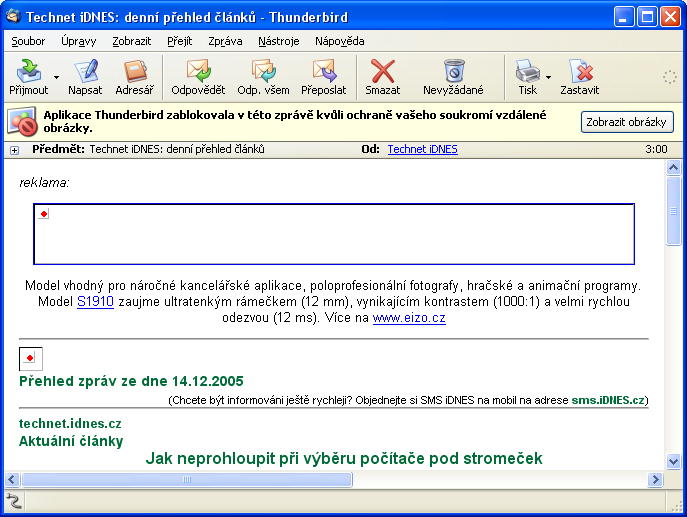 Technet iDNES: denní přehled článků - Thunderbird
Soubor Úpravy Zobrazit Přejít Zpráva Nástroje Nápověda
Přijmout Napsat Adresář Odpovědět Odp. všem Přeposlat Smazat Nevyžádané Tisk Zastavit
Aplikace Thunderbird zablokovala v této zprávě kvůli ochraně vašeho soukromí vzdálené
obrázky.
Zobrazit obrázky
Předmět: Technet iDNES: denní přehled článků Od: Technet iDNES 3:00
reklama:
Model vhodný pro náročné kancelářské aplikace, poloprofesionální fotografy, hračské a animační programy.
Model S1910 zaujme ultratenkým rámečkem (12 mm), vynikajícím kontrastem (1000:1) a velmi rychlou
odezvou (12 ms). Více na www.eizo.cz
Přehled zpráv ze dne 14.12.2005
(Chcete být informováni ještě rychleji? Objednejte si SMS iDNES na mobil na adrese sms.iDNES.cz)
technet.idnes.cz
Aktuální články
Jak neprohloupit při výběru počítače pod stromeček